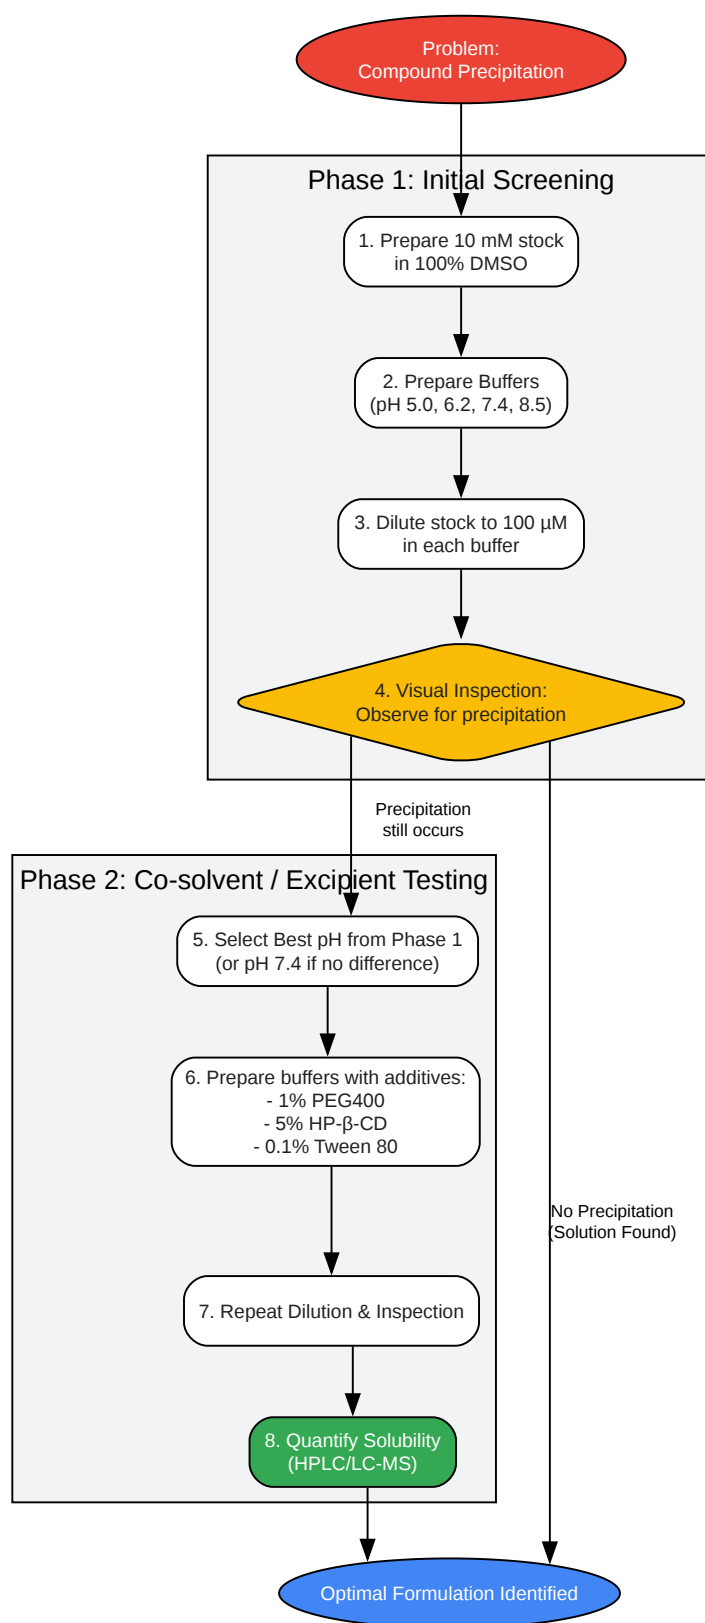 Problem:
Compound Precipitation
Phase 1: Initial Screening
1. Prepare 10 mM stock
in 100% DMSO
2. Prepare Buffers
(pH 5.0, 6.2, 7.4, 8.5)
3. Dilute stock to 100 µM
in each buffer
4. Visual Inspection:
Observe for precipitation
Precipitation
still occurs
Phase 2: Co-solvent / Excipient Testing
5. Select Best pH from Phase 1
(or pH 7.4 if no difference)
6. Prepare buffers with additives:
- 1% PEG400
- 5% HP-β-CD
- 0.1% Tween 80
No Precipitation
(Solution Found)
7. Repeat Dilution & Inspection
8. Quantify Solubility
(HPLC/LC-MS)
Optimal Formulation Identified